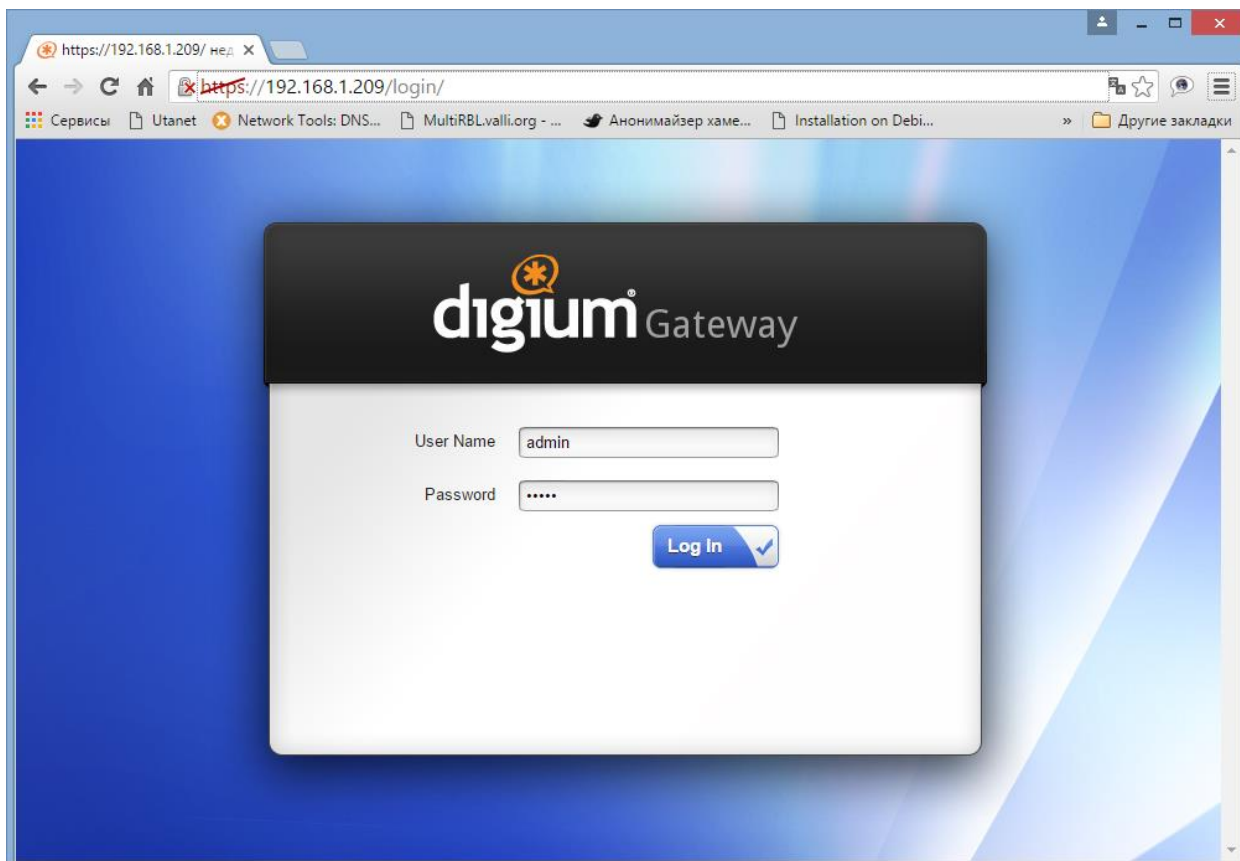 https://192.168.1.209/ нед
https://192.168.1.209/login/
Сервисы Utanet Network Tools: DNS... MultiRBL.valli.org - ... Анонимайзер хаме... Installation on Debi... » Другие закладки
digium® Gateway
User Name admin
Password •••••
Log In